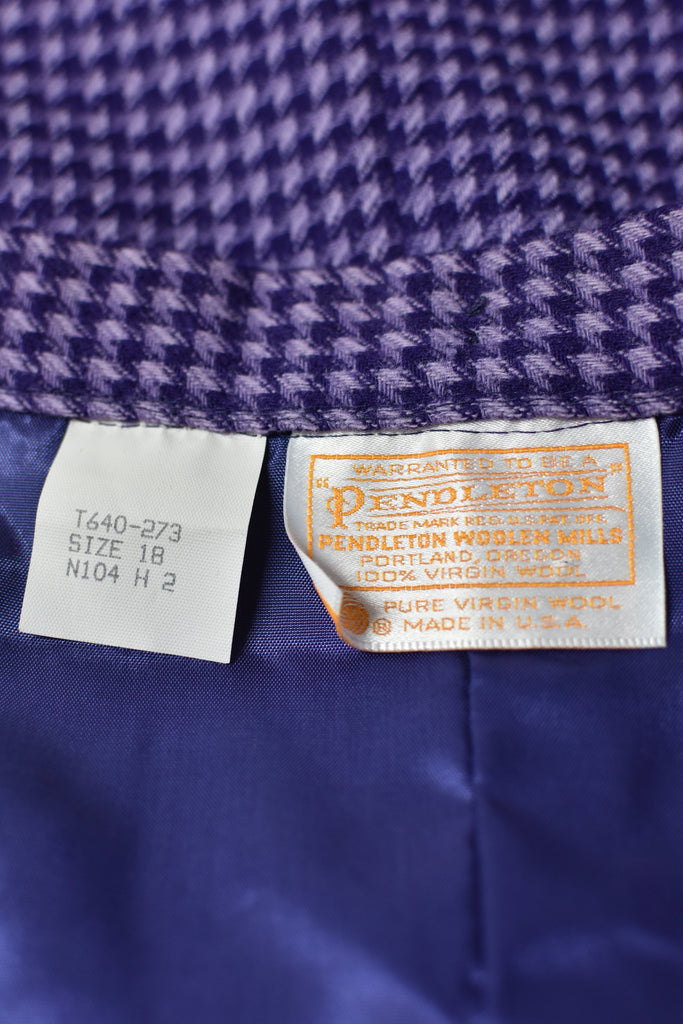 T640-273
SIZE 18
N104 H 2
WARRANTED TO BE A
"PENDLETON"
TRADE MARK REG. U.S. PAT. OFF.
PENDLETON WOOLEN MILLS
PORTLAND, OREGON
100% VIRGIN WOOL
PURE VIRGIN WOOL
® MADE IN U.S.A.